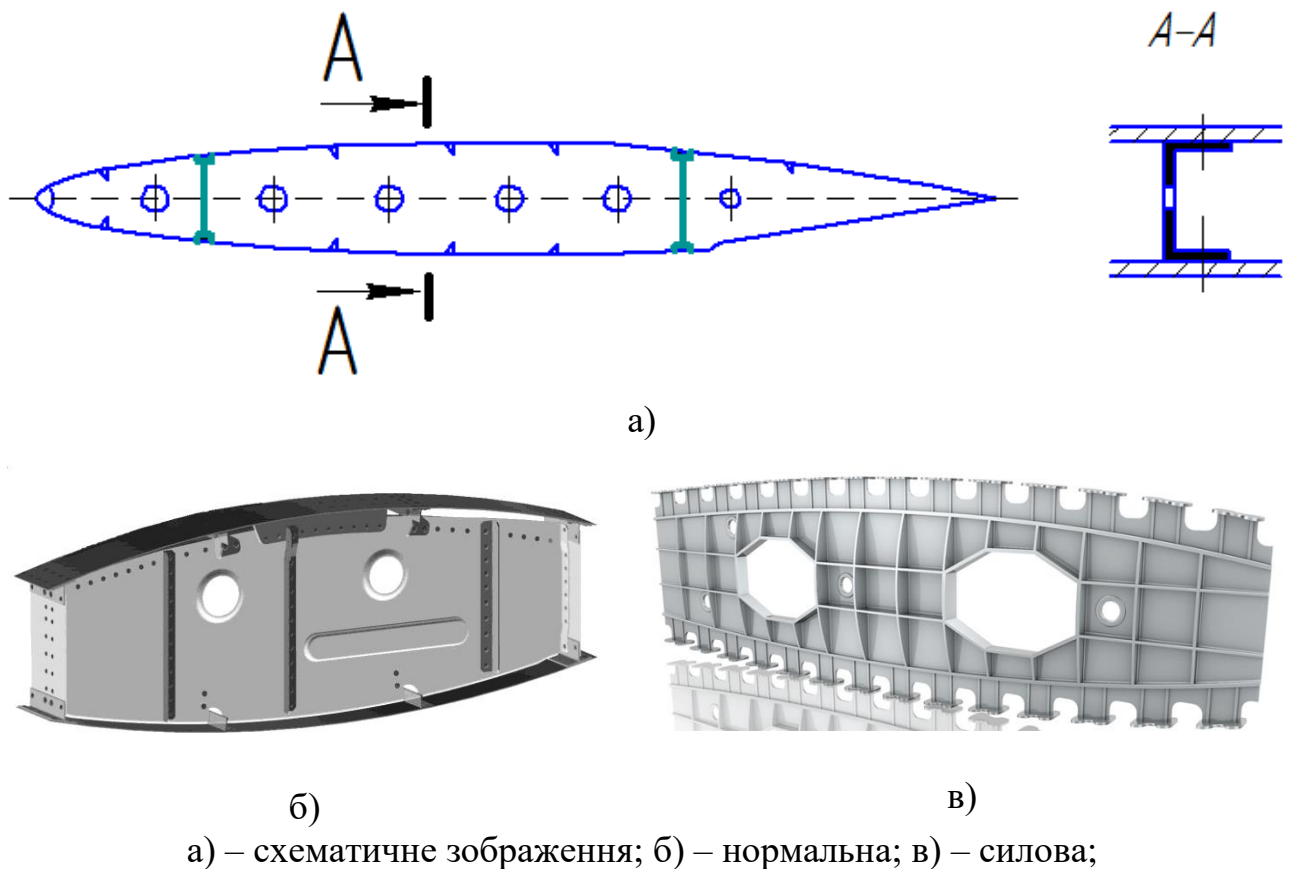 А
А-А
А
а)
б)
в)
а) – схематичне зображення; б) – нормальна; в) – силова;